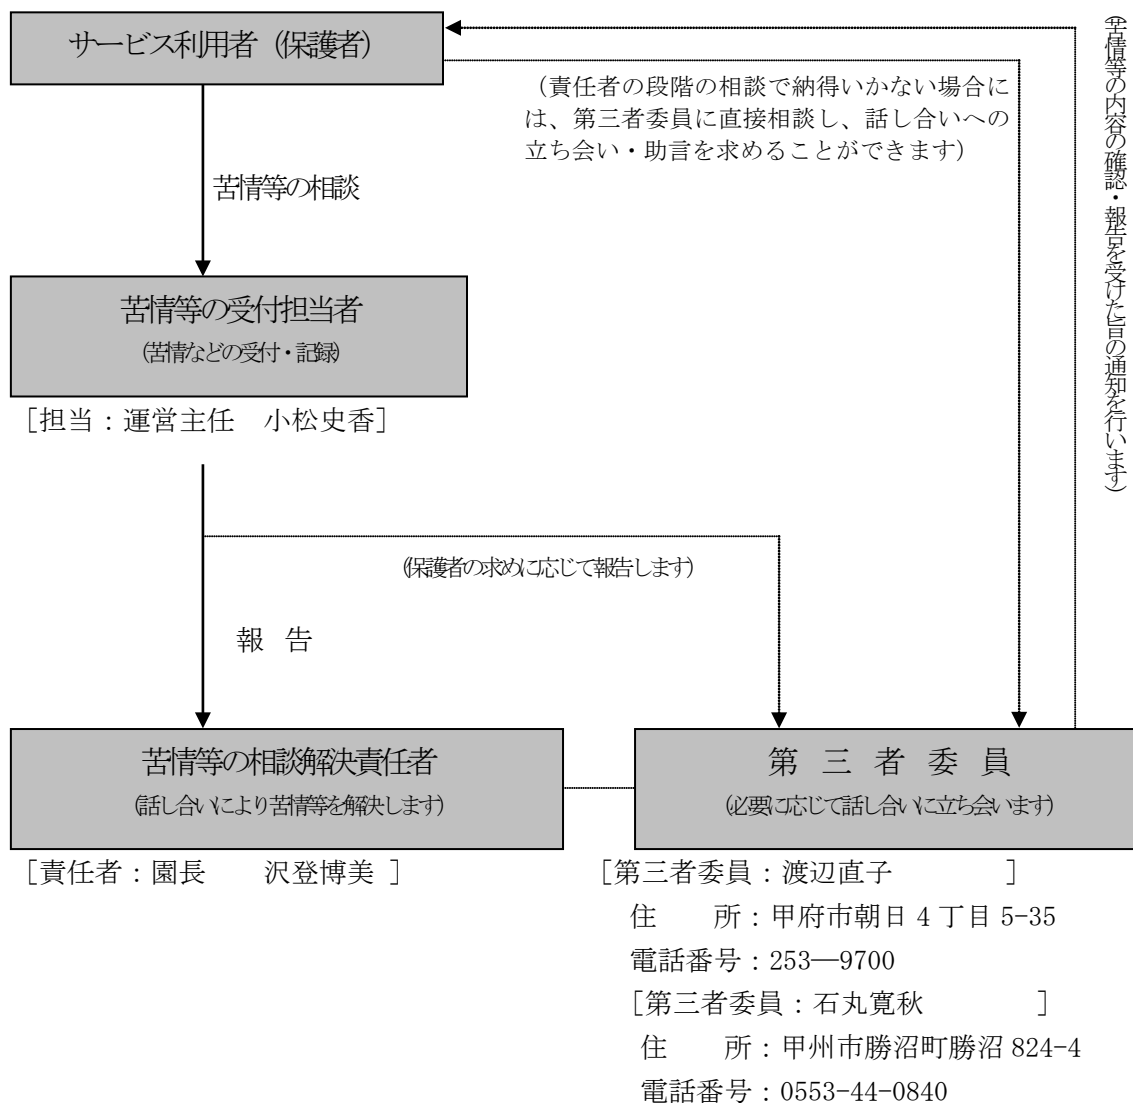 サービス利用者（保護者）
（責任者の段階の相談で納得いかない場合に
は、第三者委員に直接相談し、話し合いへの
立ち会い・助言を求めることができます）
（苦情等の内容の確認・報告を受けた旨の通知を行います）
苦情等の相談
苦情等の受付担当者
（苦情などの受付・記録）
［担当：運営主任　小松史香］
（保護者の求めに応じて報告します）
報　告
苦情等の相談解決責任者
（話し合いにより苦情等を解決します）
［責任者：園長　　沢登博美 ］
第　三　者　委　員
（必要に応じて話し合いに立ち会います）
［第三者委員：渡辺直子　　　　］
住　　所：甲府市朝日 4 丁目 5-35
電話番号：253―9700
［第三者委員：石丸寛秋　　　　］
住　　所：甲州市勝沼町勝沼 824-4
電話番号：0553-44-0840